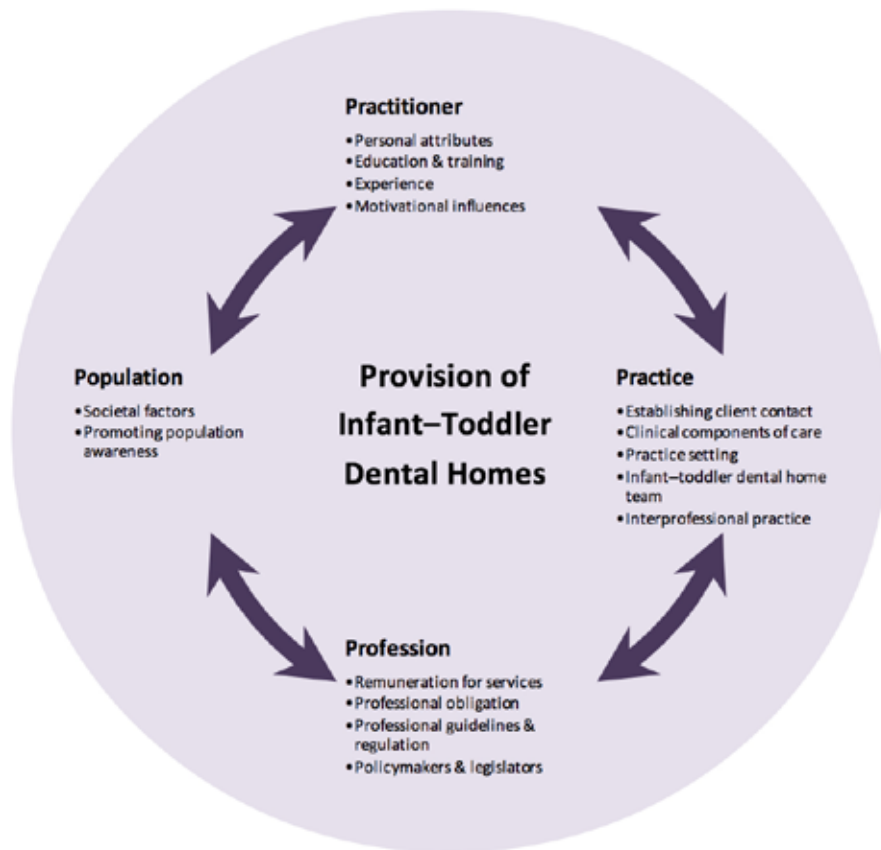 Practitioner
•Personal attributes
•Education & training
•Experience
•Motivational influences
Population
•Societal factors
•Promoting population
awareness
Provision of
Infant–Toddler
Dental Homes
Practice
•Establishing client contact
•Clinical components of care
•Practice setting
•Infant–toddler dental home
team
•Interprofessional practice
Profession
•Remuneration for services
•Professional obligation
•Professional guidelines &
regulation
•Policymakers & legislators